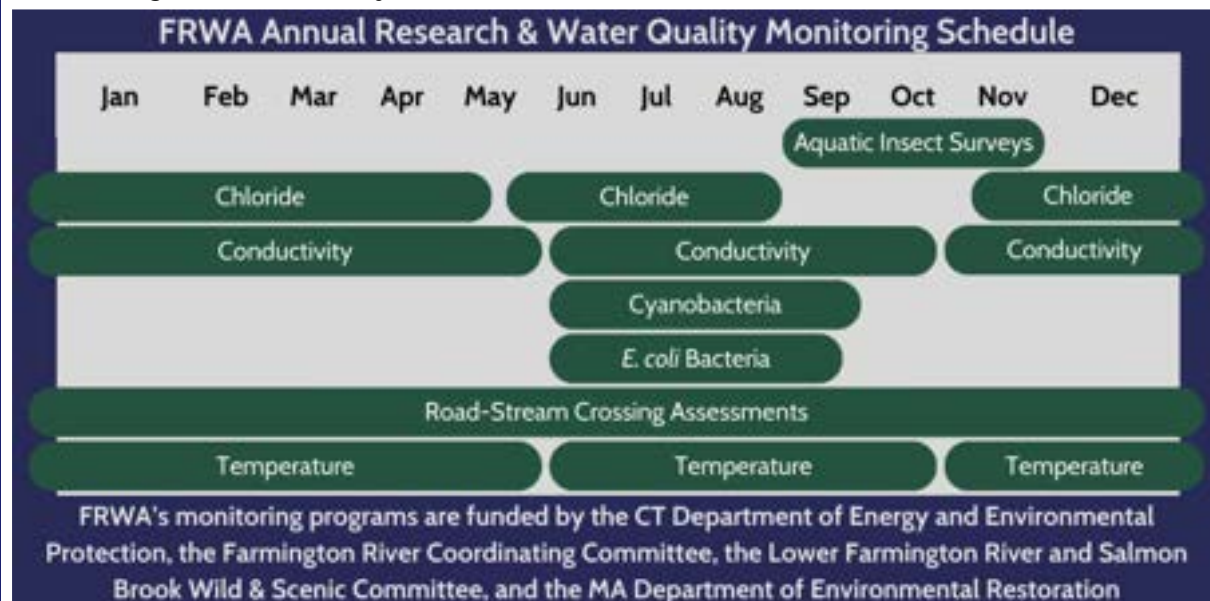 FRWA Annual Research & Water Quality Monitoring Schedule
Jan Feb Mar Apr May Jun Jul Aug Sep Oct Nov Dec
Aquatic Insect Surveys
Chloride Chloride Chloride
Conductivity Conductivity Conductivity
Cyanobacteria
E. coli Bacteria
Road-Stream Crossing Assessments
Temperature Temperature Temperature
FRWA's monitoring programs are funded by the CT Department of Energy and Environmental
Protection, the Farmington River Coordinating Committee, the Lower Farmington River and Salmon
Brook Wild & Scenic Committee, and the MA Department of Environmental Restoration